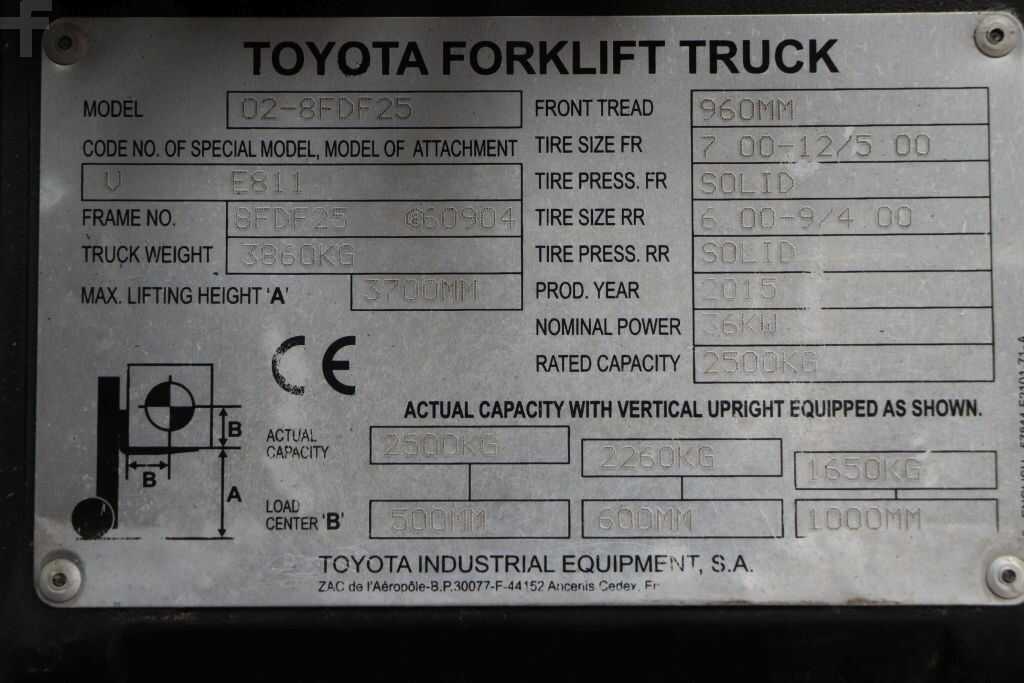 TOYOTA FORKLIFT TRUCK
MODEL 02-8FDF25
CODE NO. OF SPECIAL MODEL, MODEL OF ATTACHMENT
V E811
FRAME NO. 8FDF25 @60904
TRUCK WEIGHT 3860KG
MAX. LIFTING HEIGHT 'A' 3700MM
FRONT TREAD 960MM
TIRE SIZE FR 7 00-12/5 00
TIRE PRESS. FR SOLID
TIRE SIZE RR 6 00-9/4 00
TIRE PRESS. RR SOLID
PROD. YEAR 2015
NOMINAL POWER 36KW
RATED CAPACITY 2500KG
CE
B
B
A
ACTUAL CAPACITY WITH VERTICAL UPRIGHT EQUIPPED AS SHOWN.
ACTUAL CAPACITY 2500KG 2260KG 1650KG
LOAD CENTER 'B' 500MM 600MM 1000MM
TOYOTA INDUSTRIAL EQUIPMENT, S.A.
ZAC de l'Aéropôle-B.P.30077-F-44152 Ancenis Cedex,